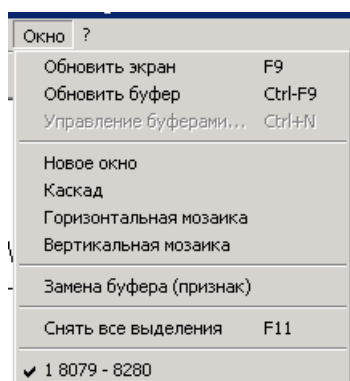 Окно ?
Обновить экран F9
Обновить буфер Ctrl-F9
Управление буферами... Ctrl+N
Новое окно
Каскад
Горизонтальная мозаика
Вертикальная мозаика
Замена буфера (признак)
Снять все выделения F11
✔ 1 8079 - 8280